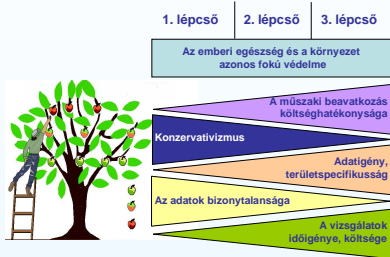 1. lépcső 2. lépcső 3. lépcső
Az emberi egészség és a környezet
azonos fokú védelme
A műszaki beavatkozás
költséghatékonysága
Konzervativizmus
Adatigény,
területspecifikusság
Az adatok bizonytalansága
A vizsgálatok
időigénye, költsége